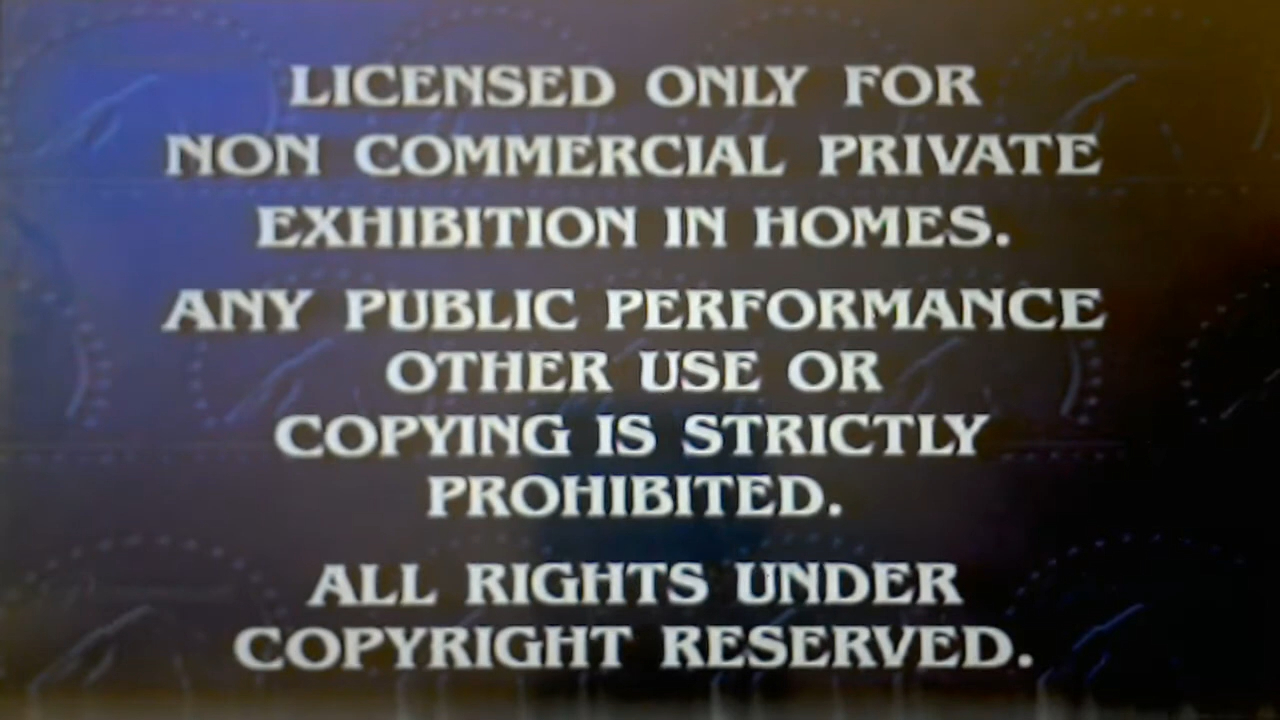 LICENSED ONLY FOR
NON COMMERCIAL PRIVATE
EXHIBITION IN HOMES.
ANY PUBLIC PERFORMANCE
OTHER USE OR
COPYING IS STRICTLY
PROHIBITED.
ALL RIGHTS UNDER
COPYRIGHT RESERVED.